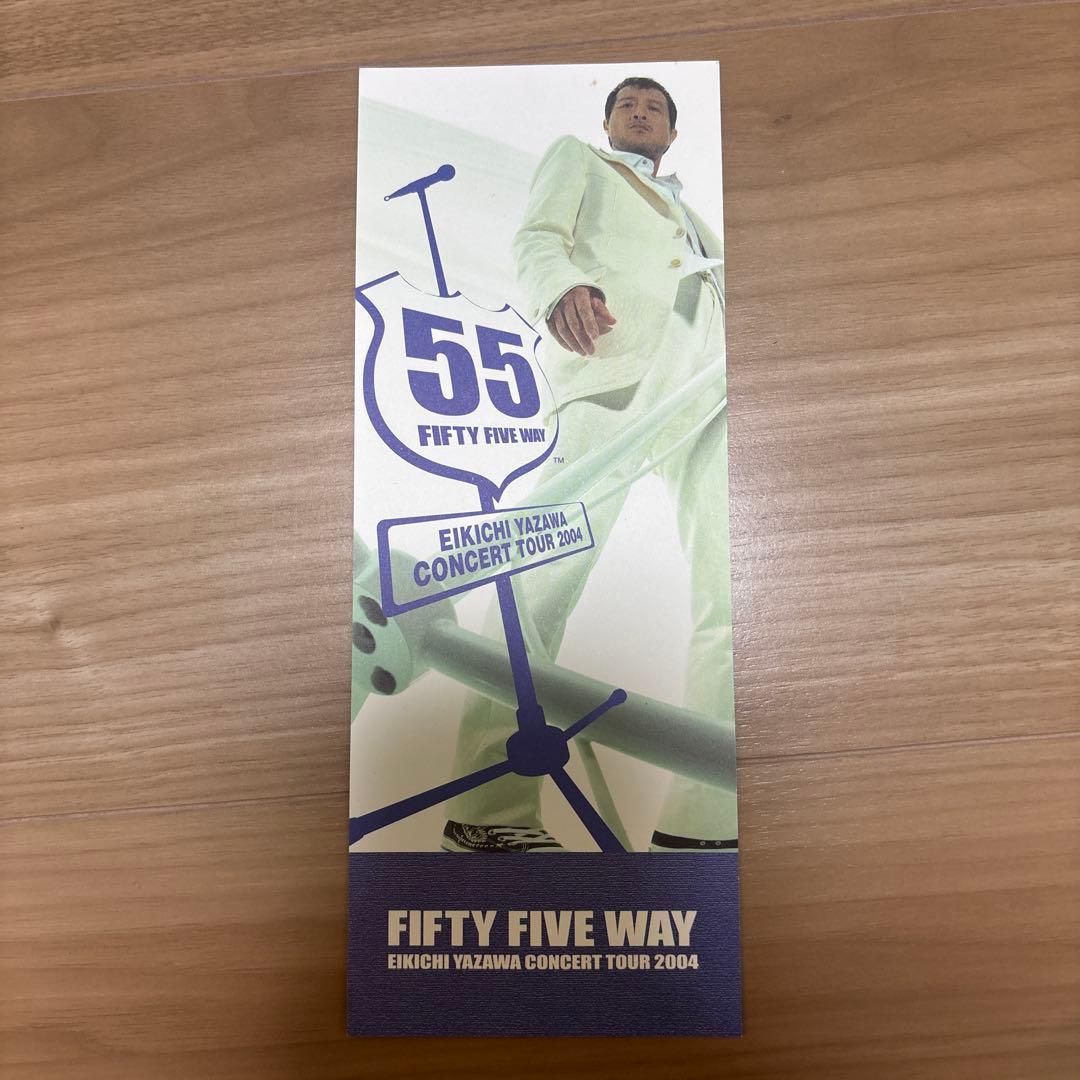 55
FIFTY FIVE WAY
TM
EIKICHI YAZAWA
CONCERT TOUR 2004
FIFTY FIVE WAY
EIKICHI YAZAWA CONCERT TOUR 2004